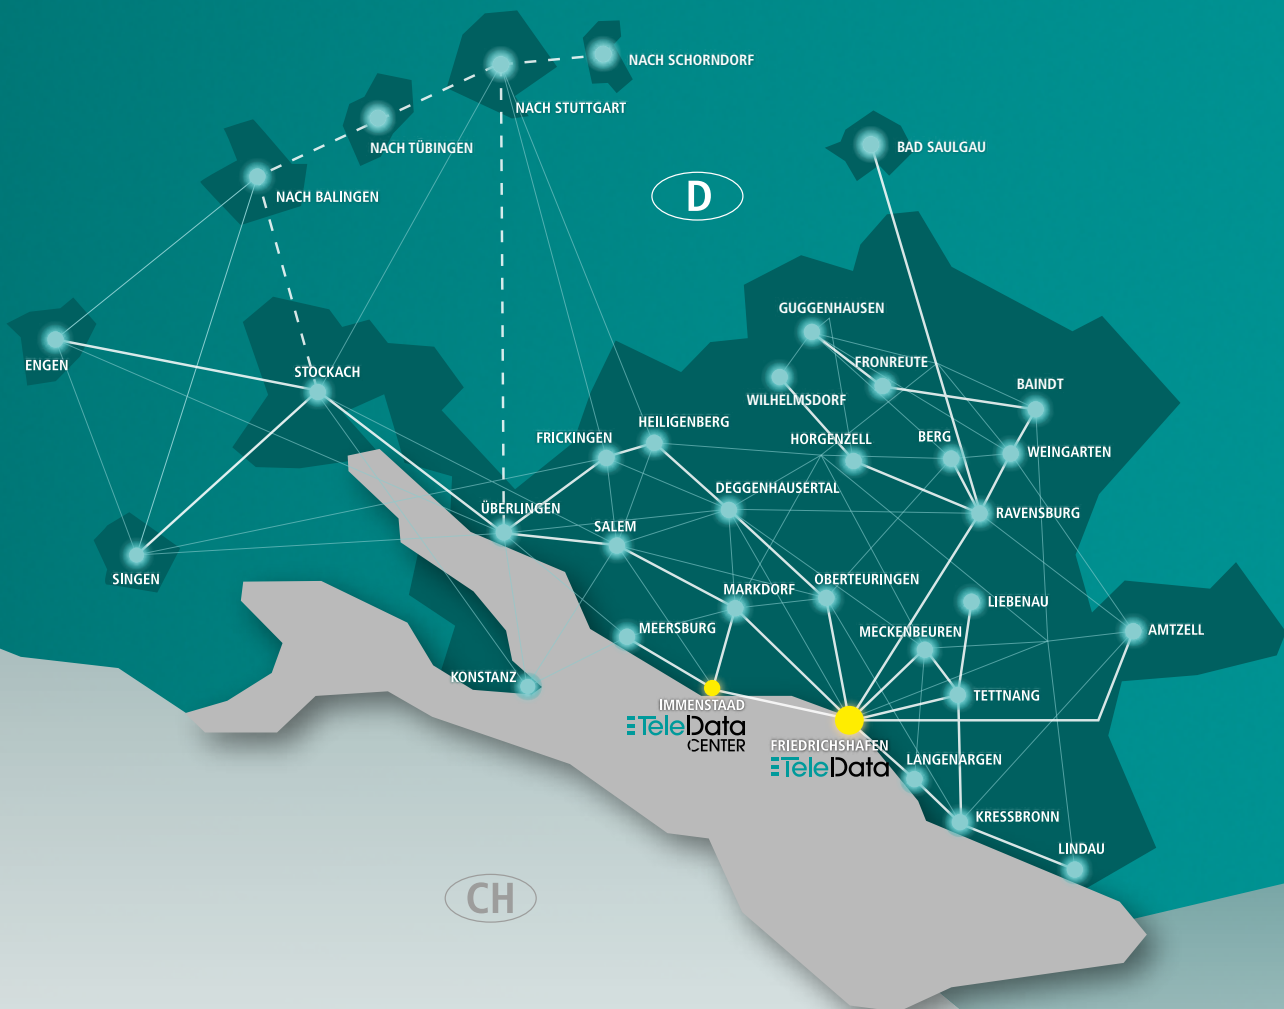 NACH SCHORNDORF
NACH STUTTGART
NACH TÜBINGEN
BAD SAULGAU
NACH BALINGEN
D
GUGGENHAUSEN
ENGEN
STOCKACH
FRONREUTE
BAINDT
WILHELMSDORF
HEILIGENBERG
FRICKINGEN
HORGENZELL
BERG
WEINGARTEN
DEGGENHAUSERTAL
ÜBERLINGEN
RAVENSBURG
SALEM
SINGEN
OBERTEURINGEN
MARKDORF
LIEBENAU
MEERSBURG
MECKENBEUREN
AMTZELL
KONSTANZ
TETTNANG
IMMENSTAAD
TeleData
CENTER
FRIEDRICHSHAFEN
TeleData
LANGENARGEN
KRESSBRONN
LINDAU
CH